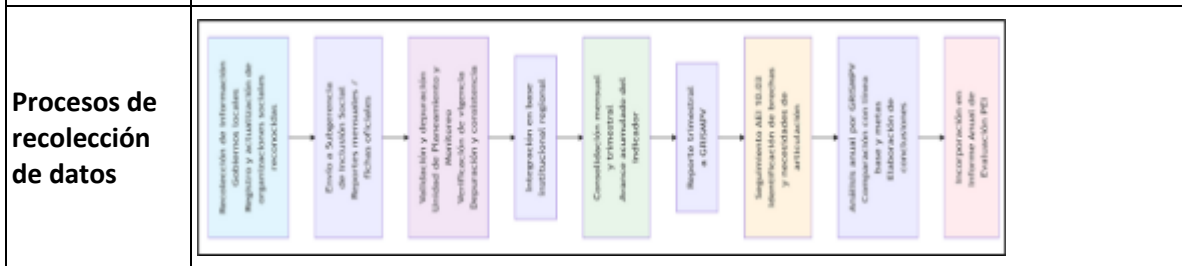 Procesos de
recolección
de datos
Recolección de Información
Gobiernos locales
Registro y actualización de
organizaciones sociales
reconocidas
Envío a Subgerencia
de Inclusión Social
Reportes mensuales /
fichas oficiales
Validación y depuración
Unidad de Planeamiento y
Monitoreo
Verificación de vigencia
Depuración y consistencia
Integración en base
institucional regional
Consolidación mensual
y trimestral
Avance acumulado del
indicador
Reporte trimestral
a
Seguimiento AEI
Identificación de brechas
y necesidades de
articulación
Análisis anual por
Comparación con línea
base y metas
Elaboración de
conclusiones
Incorporación en
Informe Anual de
Evaluación PEI